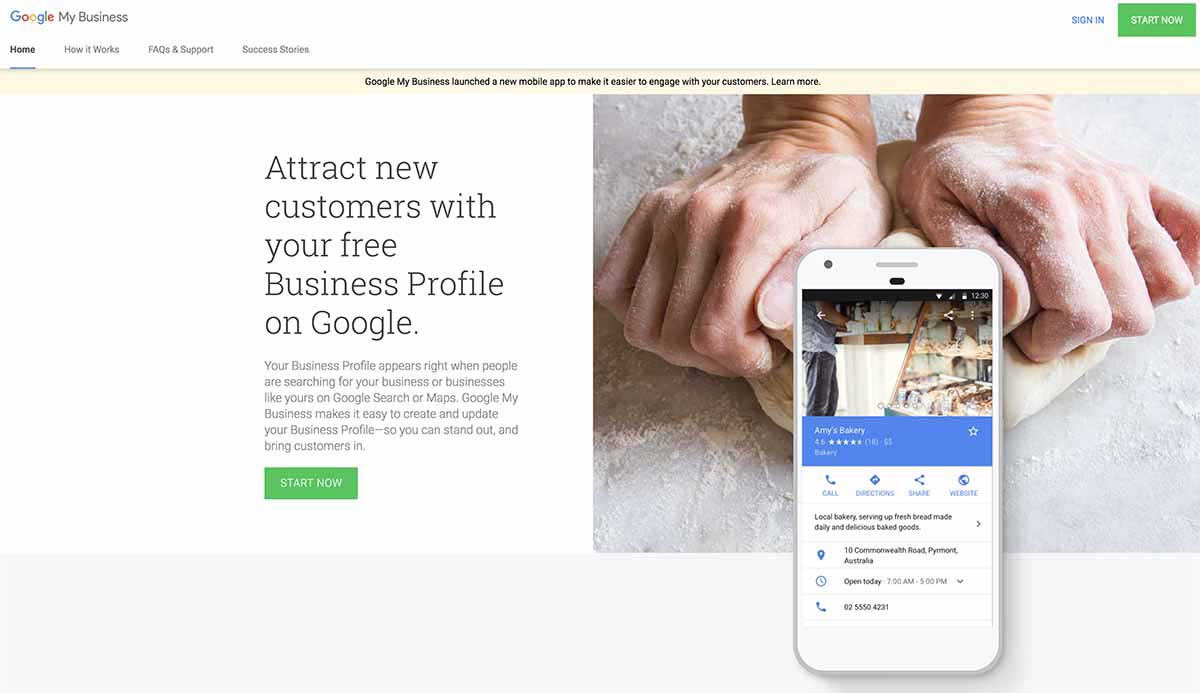 Google My Business
SIGN IN
START NOW
Home
How it Works
FAQs & Support
Success Stories
Google My Business launched a new mobile app to make it easier to engage with your customers. Learn more.
Attract new
customers with
your free
Business Profile
on Google.
Your Business Profile appears right when people
are searching for your business or businesses
like yours on Google Search or Maps. Google My
Business makes it easy to create and update
your Business Profile—so you can stand out, and
bring customers in.
START NOW
12:30
Amy's Bakery
4.6 ★★★★★ (18) · $$
Bakery
CALL
DIRECTIONS
SHARE
WEBSITE
Local bakery, serving up fresh bread made
daily and delicious baked goods.
10 Commonwealth Road, Pyrmont,
Australia
Open today · 7:00 AM - 5:00 PM
02 5550 4231